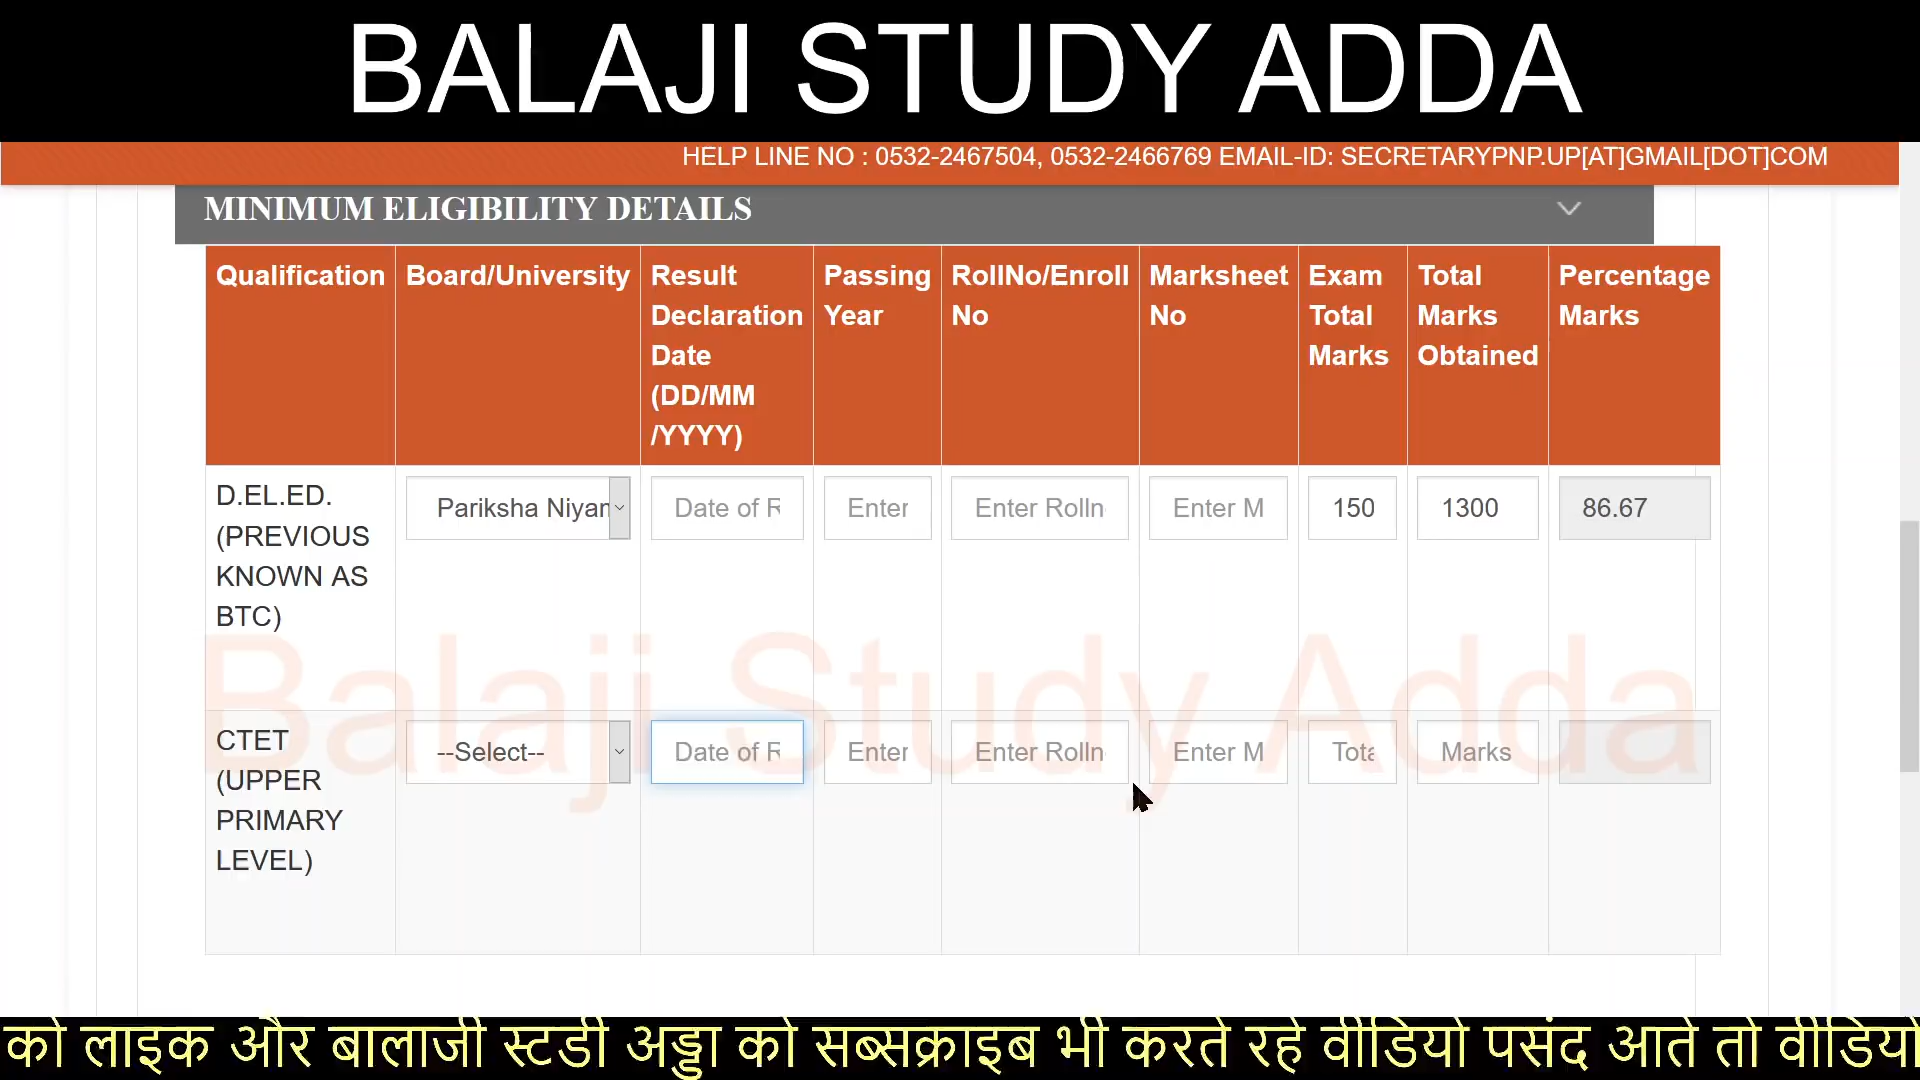 BALAJI STUDY ADDA
HELP LINE NO : 0532-2467504, 0532-2466769 EMAIL-ID: SECRETARYPNP.UP[AT]GMAIL[DOT]COM
MINIMUM ELIGIBILITY DETAILS
Qualification
Board/University
Result
Declaration
Date
(DD/MM
/YYYY)
Passing
Year
RollNo/Enroll
No
Marksheet
No
Exam
Total
Marks
Total
Marks
Obtained
Percentage
Marks
D.EL.ED.
(PREVIOUS
KNOWN AS
BTC)
Pariksha Niyam
Date of R
Enter
Enter Rolln
Enter M
150
1300
86.67
CTET
(UPPER
PRIMARY
LEVEL)
--Select--
Date of R
Enter
Enter Rolln
Enter M
Tota
Marks
Balaji Study Adda
को लाइक और बालाजी स्टडी अड्डा को सब्सक्राइब भी करते रहे वीडियो पसंद आते तो वीडियो